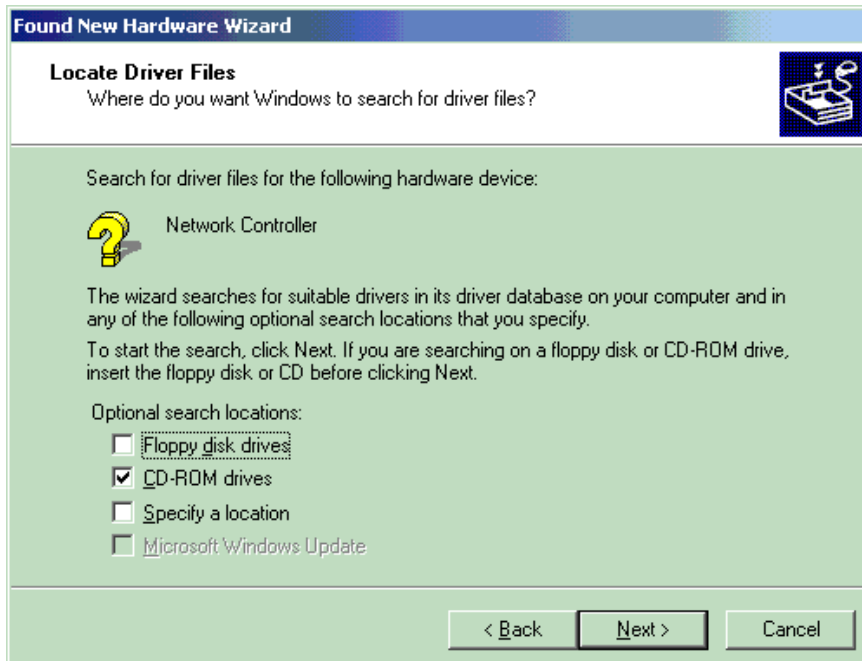 Found New Hardware Wizard
Locate Driver Files
Where do you want Windows to search for driver files?
Search for driver files for the following hardware device:
Network Controller
The wizard searches for suitable drivers in its driver database on your computer and in
any of the following optional search locations that you specify.
To start the search, click Next. If you are searching on a floppy disk or CD-ROM drive,
insert the floppy disk or CD before clicking Next.
Optional search locations:
Floppy disk drives
CD-ROM drives
Specify a location
Microsoft Windows Update
< Back Next > Cancel